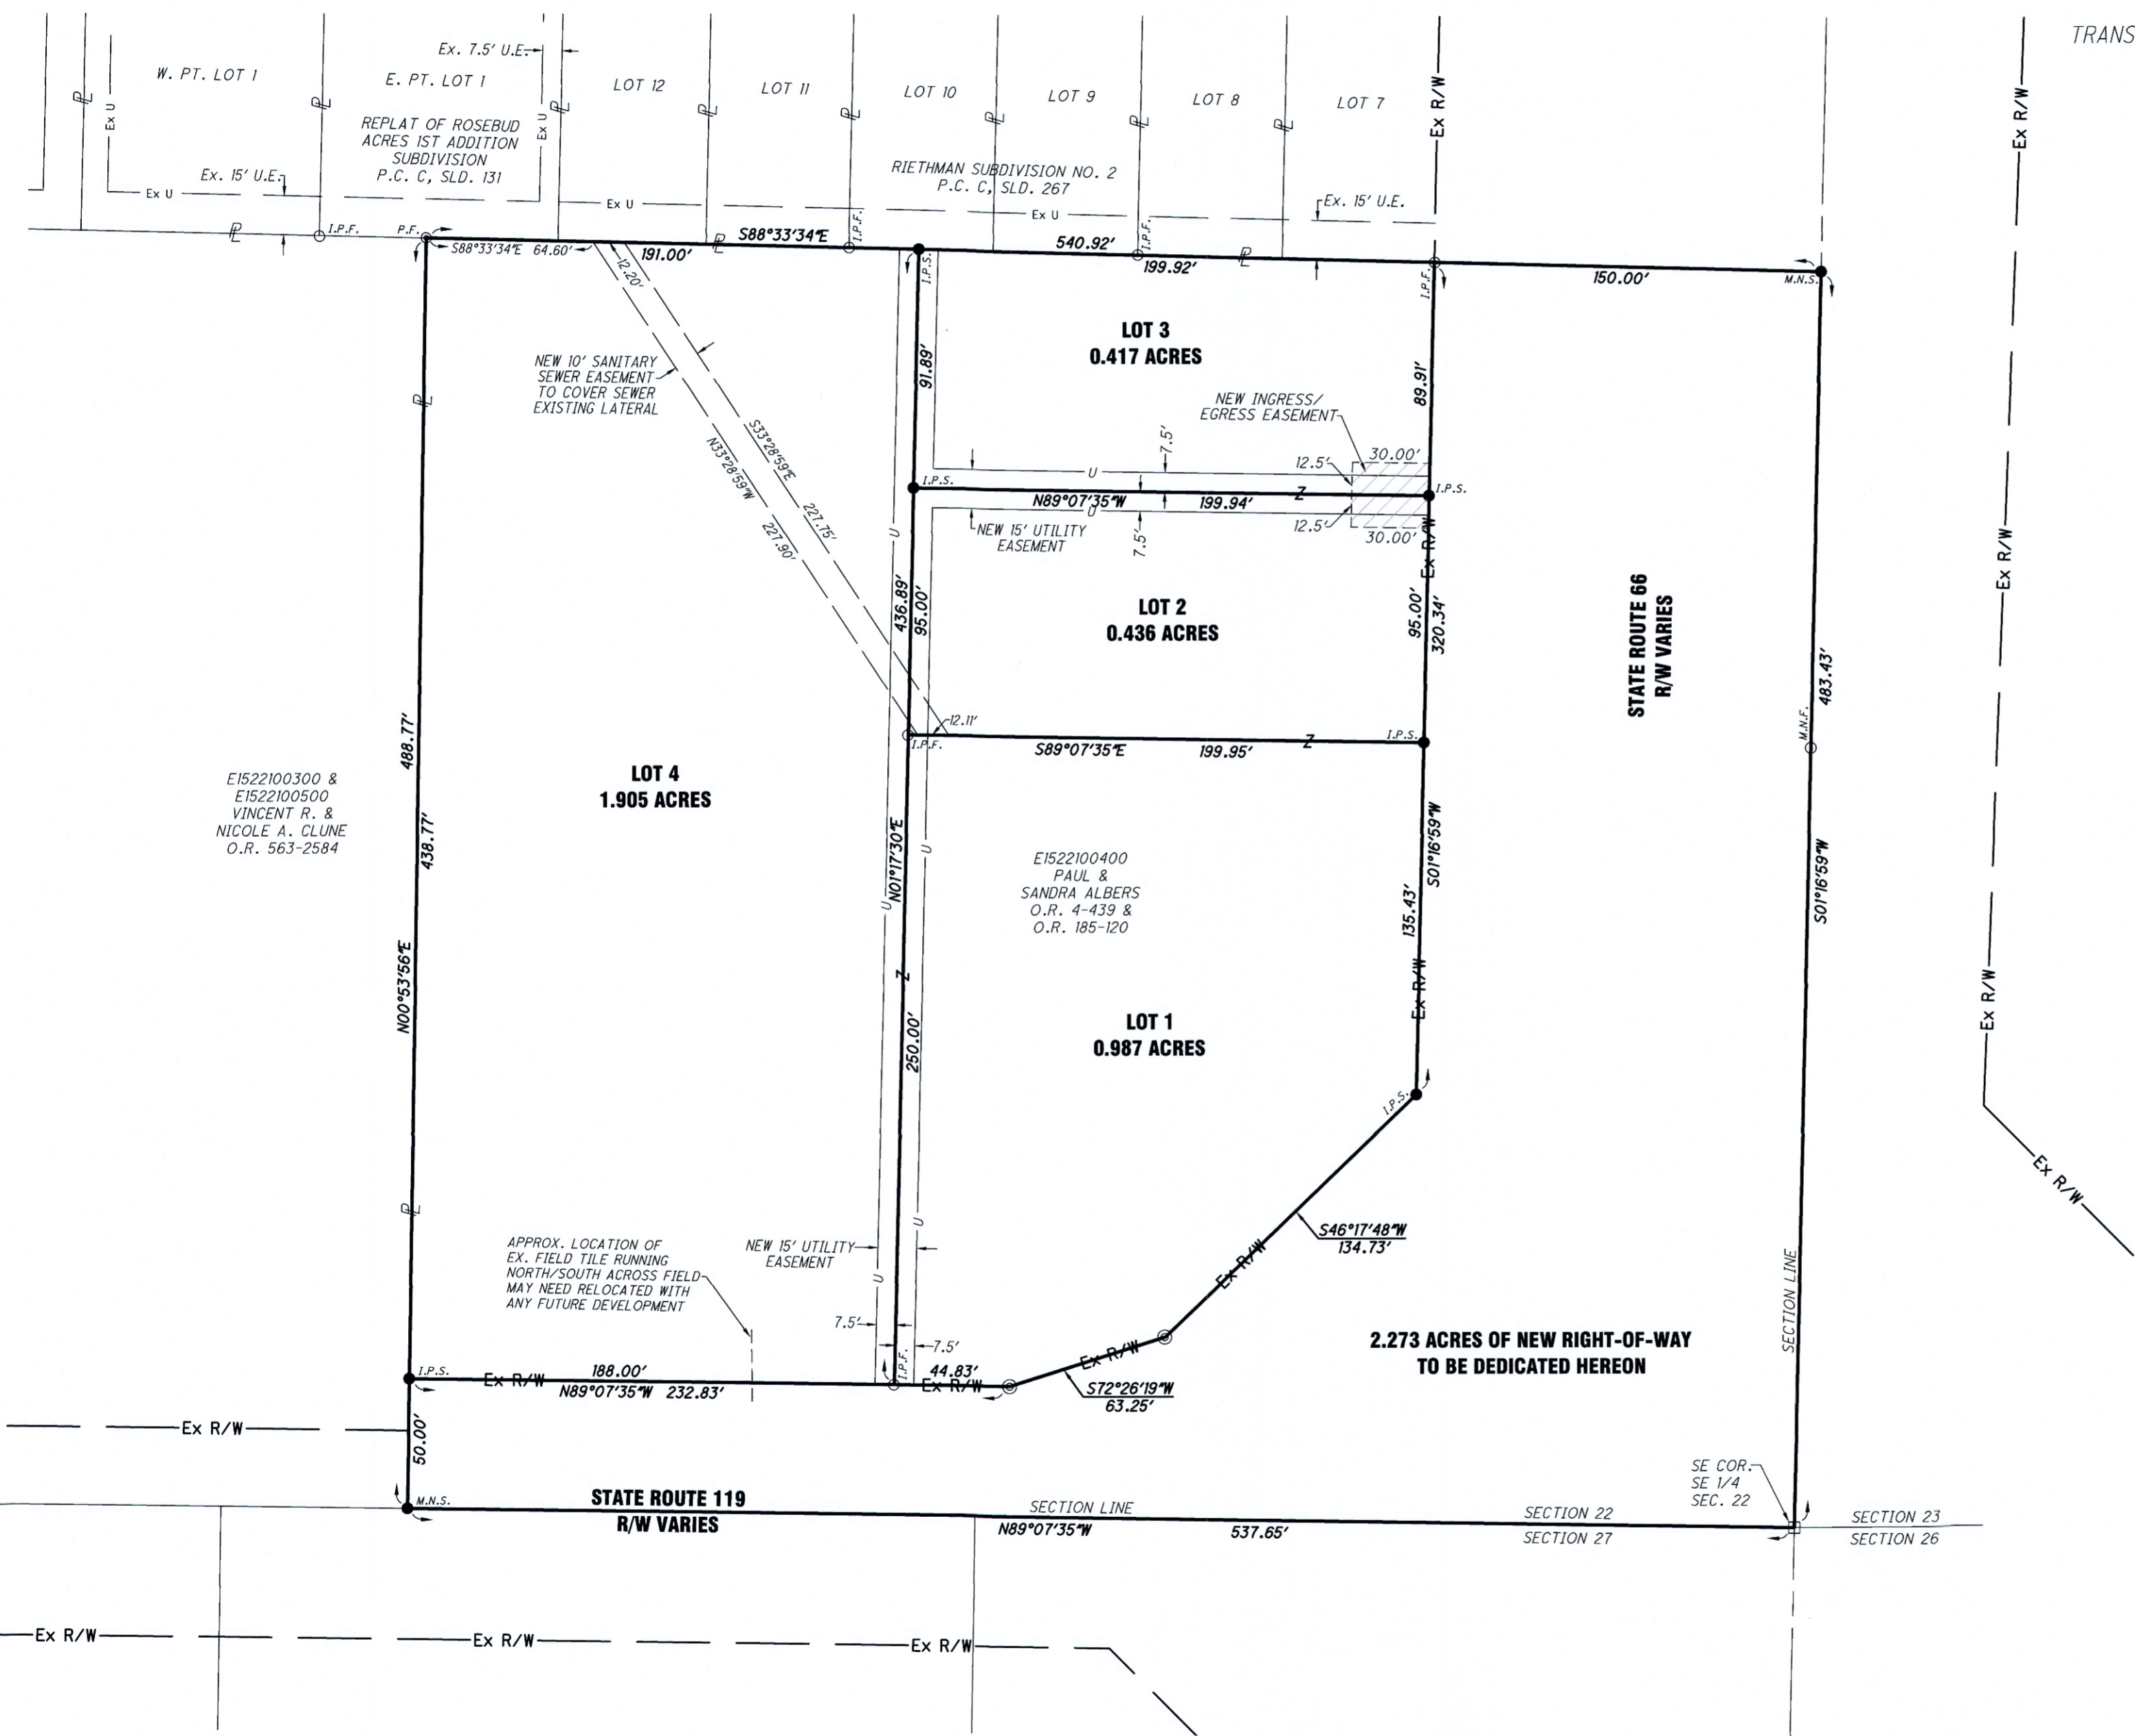 TRANS
Ex. 7.5' U.E.
W. PT. LOT 1
E. PT. LOT 1
LOT 12
LOT 11
LOT 10
LOT 9
LOT 8
LOT 7
Ex R/W
Ex R/W
Ex U
Ex U
REPLAT OF ROSEBUD
ACRES 1ST ADDITION
SUBDIVISION
P.C. C, SLD. 131
RIETHMAN SUBDIVISION NO. 2
P.C. C, SLD. 267
Ex. 15' U.E.
Ex U
Ex U
Ex U
Ex. 15' U.E.
I.P.F.
P.F.
I.P.F.
I.P.F.
S88°33'34"E 64.60'
191.00'
S88°33'34"E
540.92'
199.92'
150.00'
M.N.S.
I.P.S.
I.P.F.
12.20'
LOT 3
0.417 ACRES
91.89'
89.91'
NEW 10' SANITARY
SEWER EASEMENT
TO COVER SEWER
EXISTING LATERAL
S33°28'59"E 227.75'
N33°28'59"W 227.90'
NEW INGRESS/
EGRESS EASEMENT
7.5'
30.00'
12.5'
U
I.P.S.
I.P.S.
N89°07'35"W
199.94'
Z
U
12.5'
30.00'
NEW 15' UTILITY
EASEMENT
7.5'
Ex R/W
Ex R/W
U
LOT 2
0.436 ACRES
436.89'
95.00'
95.00'
320.34'
STATE ROUTE 66
R/W VARIES
483.43'
M.N.F.
12.11'
I.P.F.
S89°07'35"E
199.95'
Z
I.P.S.
488.77'
438.77'
LOT 4
1.905 ACRES
E1522100300 &
E1522100500
VINCENT R. &
NICOLE A. CLUNE
O.R. 563-2584
N01°17'30"E
U
U
E1522100400
PAUL &
SANDRA ALBERS
O.R. 4-439 &
O.R. 185-120
S01°16'59"W
135.43'
Ex R/W
S01°16'59"W
N00°53'56"E
Z
250.00'
LOT 1
0.987 ACRES
Ex R/W
I.P.S.
Ex R/W
S46°17'48"W
134.73'
Ex R/W
U
U
APPROX. LOCATION OF
EX. FIELD TILE RUNNING
NORTH/SOUTH ACROSS FIELD
MAY NEED RELOCATED WITH
ANY FUTURE DEVELOPMENT
NEW 15' UTILITY
EASEMENT
7.5'
7.5'
SECTION LINE
2.273 ACRES OF NEW RIGHT-OF-WAY
TO BE DEDICATED HEREON
I.P.S.
Ex R/W
188.00'
N89°07'35"W 232.83'
I.P.F.
44.83'
Ex R/W
Ex R/W
S72°26'19"W
63.25'
Ex R/W
50.00'
M.N.S.
STATE ROUTE 119
R/W VARIES
SECTION LINE
N89°07'35"W
537.65'
SE COR.
SE 1/4
SEC. 22
SECTION 22
SECTION 27
SECTION 23
SECTION 26
Ex R/W
Ex R/W
Ex R/W